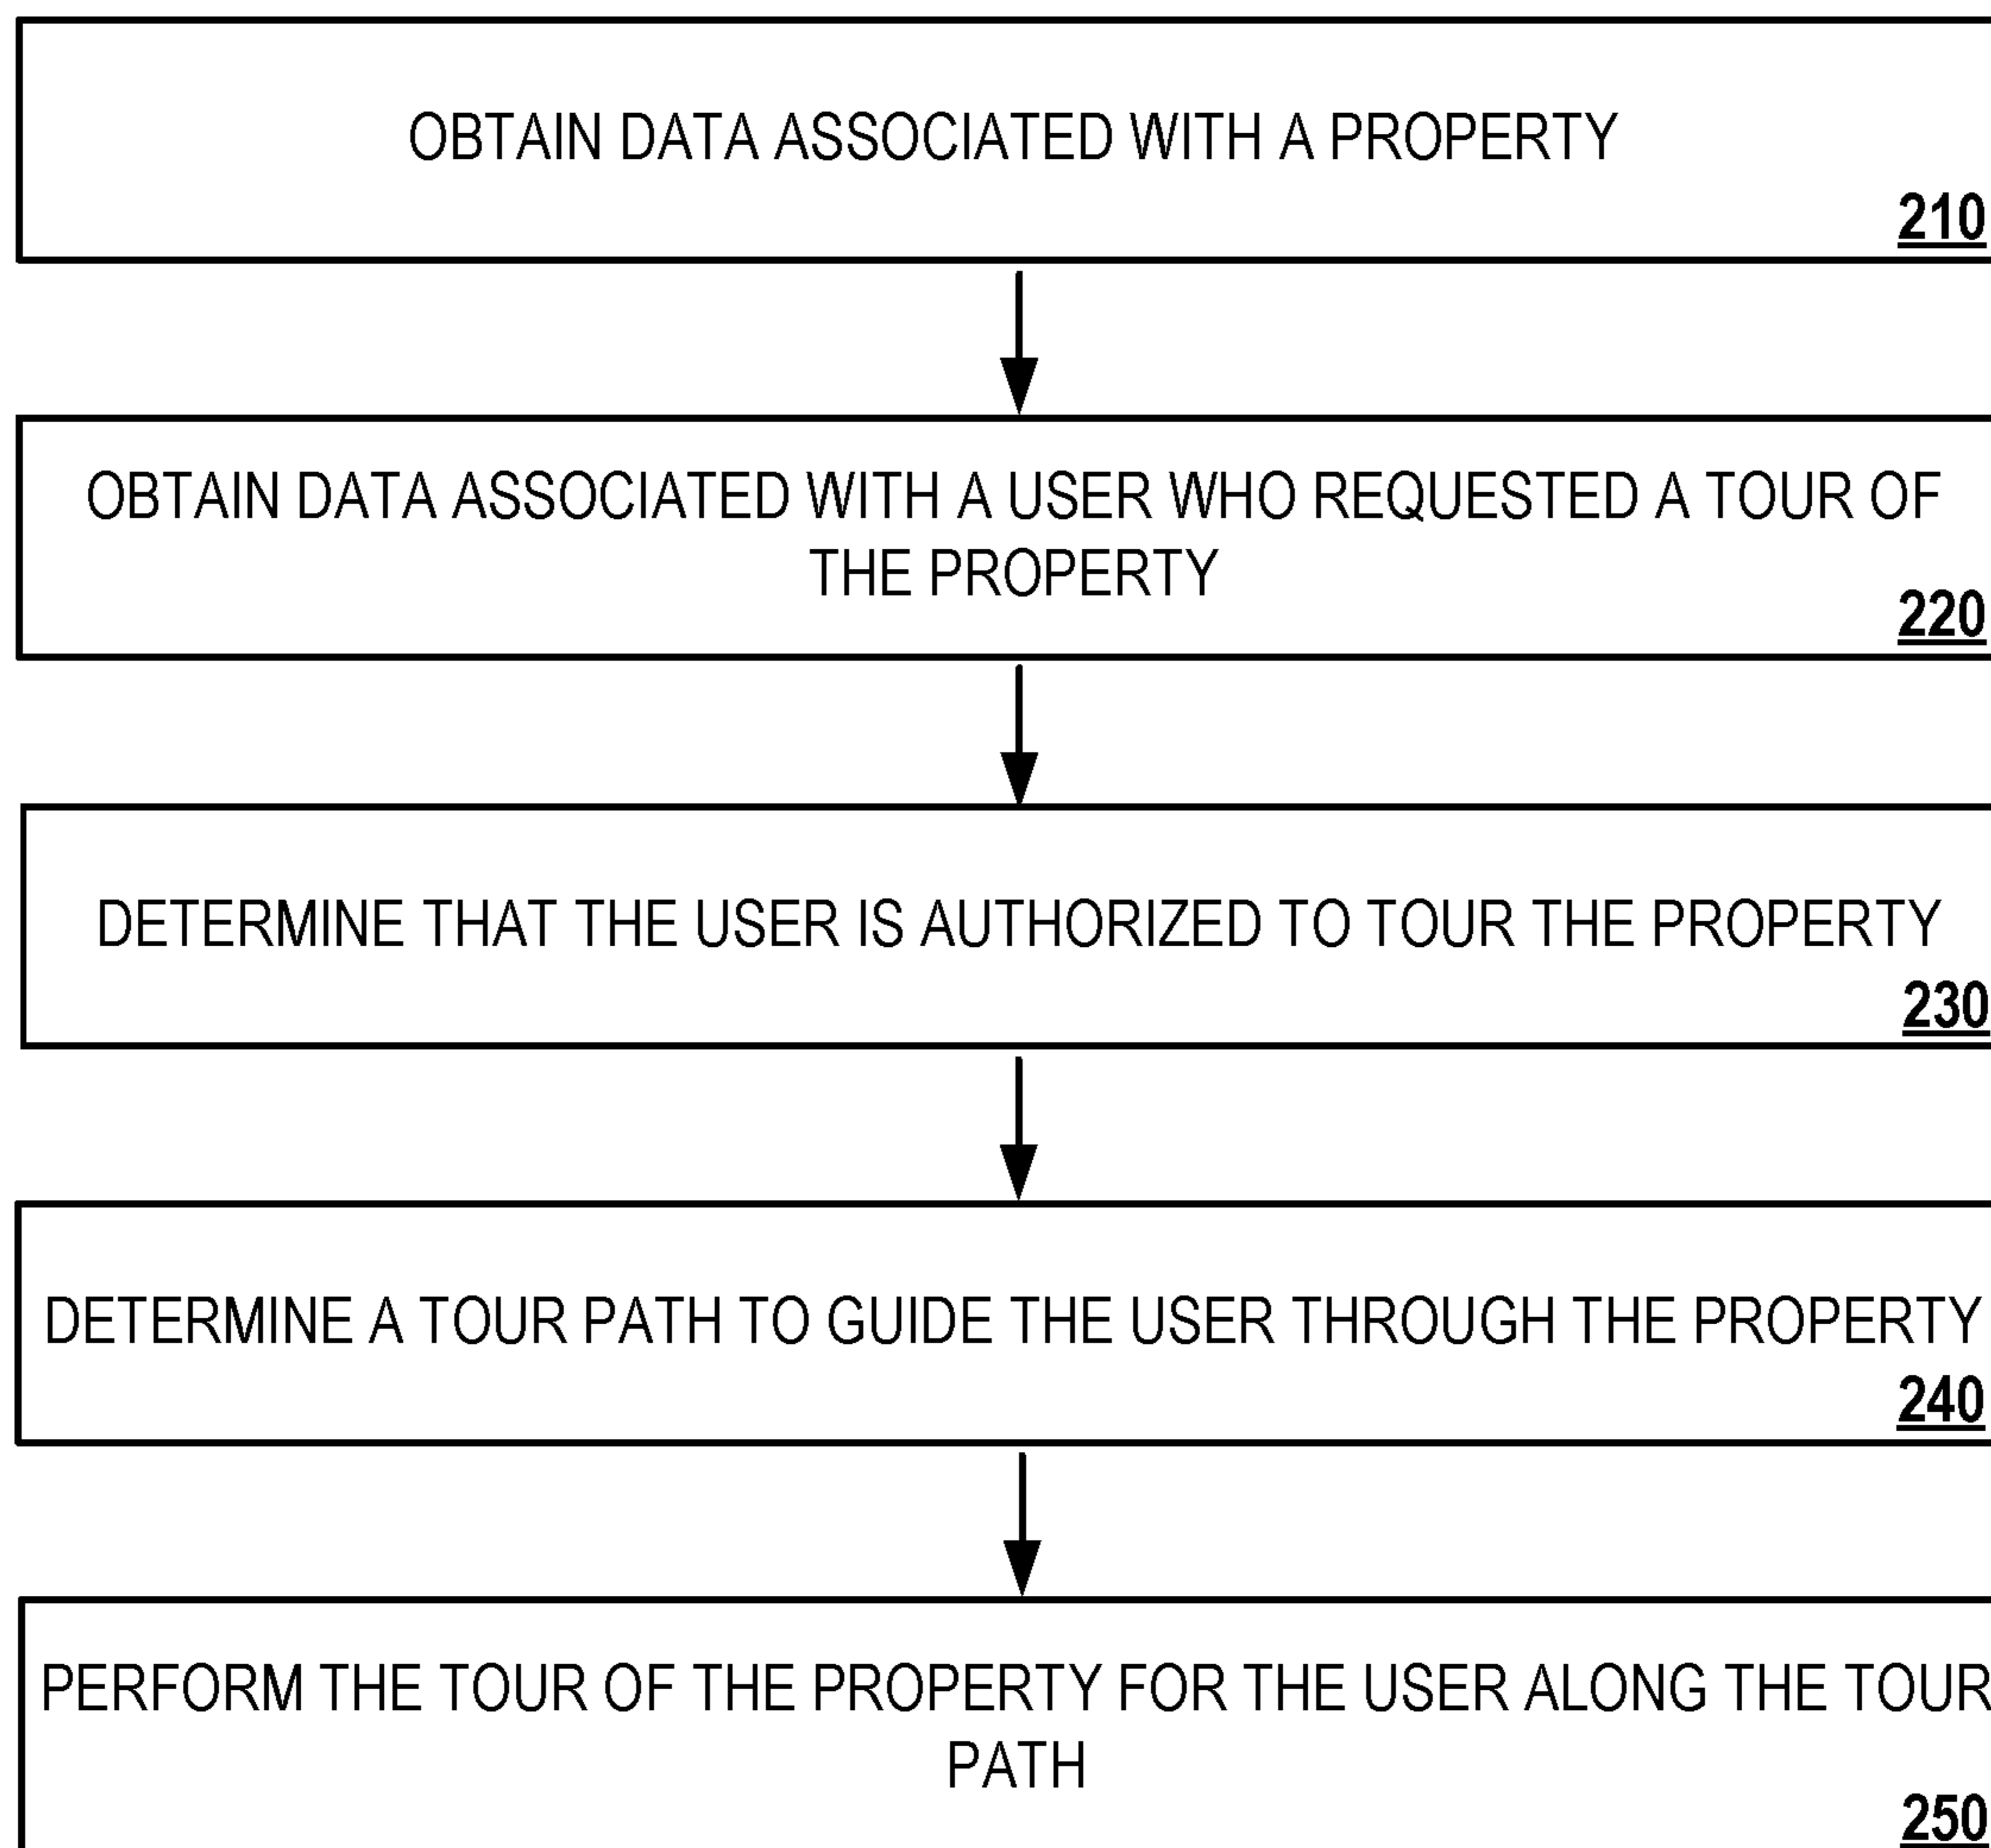 OBTAIN DATA ASSOCIATED WITH A PROPERTY
210
OBTAIN DATA ASSOCIATED WITH A USER WHO REQUESTED A TOUR OF
THE PROPERTY
220
DETERMINE THAT THE USER IS AUTHORIZED TO TOUR THE PROPERTY
230
DETERMINE A TOUR PATH TO GUIDE THE USER THROUGH THE PROPERTY
240
PERFORM THE TOUR OF THE PROPERTY FOR THE USER ALONG THE TOUR
PATH
250